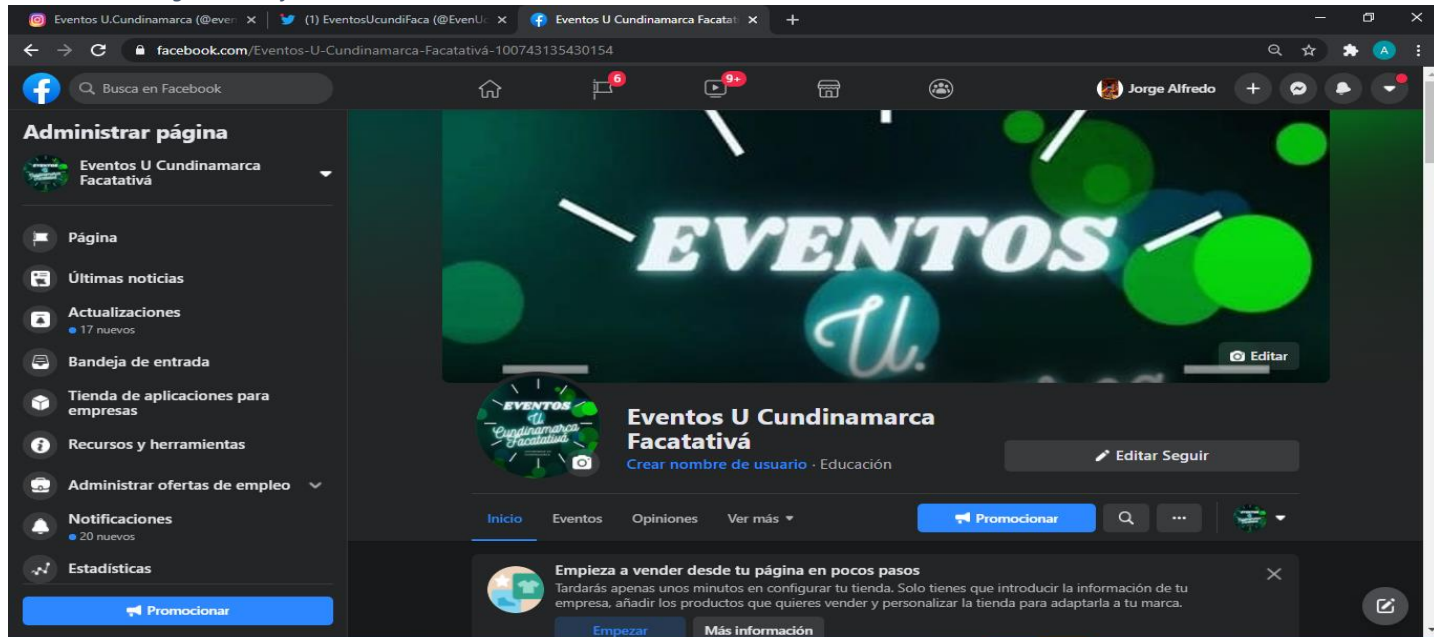 Eventos U.Cundinamarca (@even
(1) EventosUcundiFaca (@EvenUc
Eventos U Cundinamarca Facatati
facebook.com/Eventos-U-Cundinamarca-Facatativá-100743135430154
A
Busca en Facebook
6
9+
Jorge Alfredo
Administrar página
Eventos U Cundinamarca
Facatativá
Página
Últimas noticias
Actualizaciones
17 nuevos
Bandeja de entrada
Tienda de aplicaciones para
empresas
Recursos y herramientas
Administrar ofertas de empleo
Notificaciones
20 nuevos
Estadísticas
Promocionar
EVENTOS
U.
Editar
EVENTOS
U.
Cundinamarca
Facatativá
Eventos U Cundinamarca
Facatativá
Crear nombre de usuario · Educación
Editar Seguir
Inicio Eventos Opiniones Ver más
Promocionar
Empieza a vender desde tu página en pocos pasos
Tardarás apenas unos minutos en configurar tu tienda. Solo tienes que introducir la información de tu
empresa, añadir los productos que quieres vender y personalizar la tienda para adaptarla a tu marca.
Empezar Más información